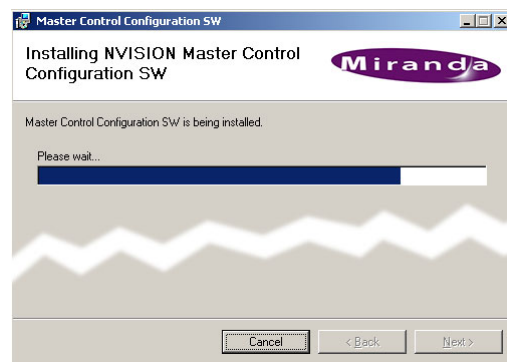 Master Control Configuration SW
Installing NVISION Master Control
Configuration SW
Miranda
Master Control Configuration SW is being installed.
Please wait...
Cancel
< Back
Next >